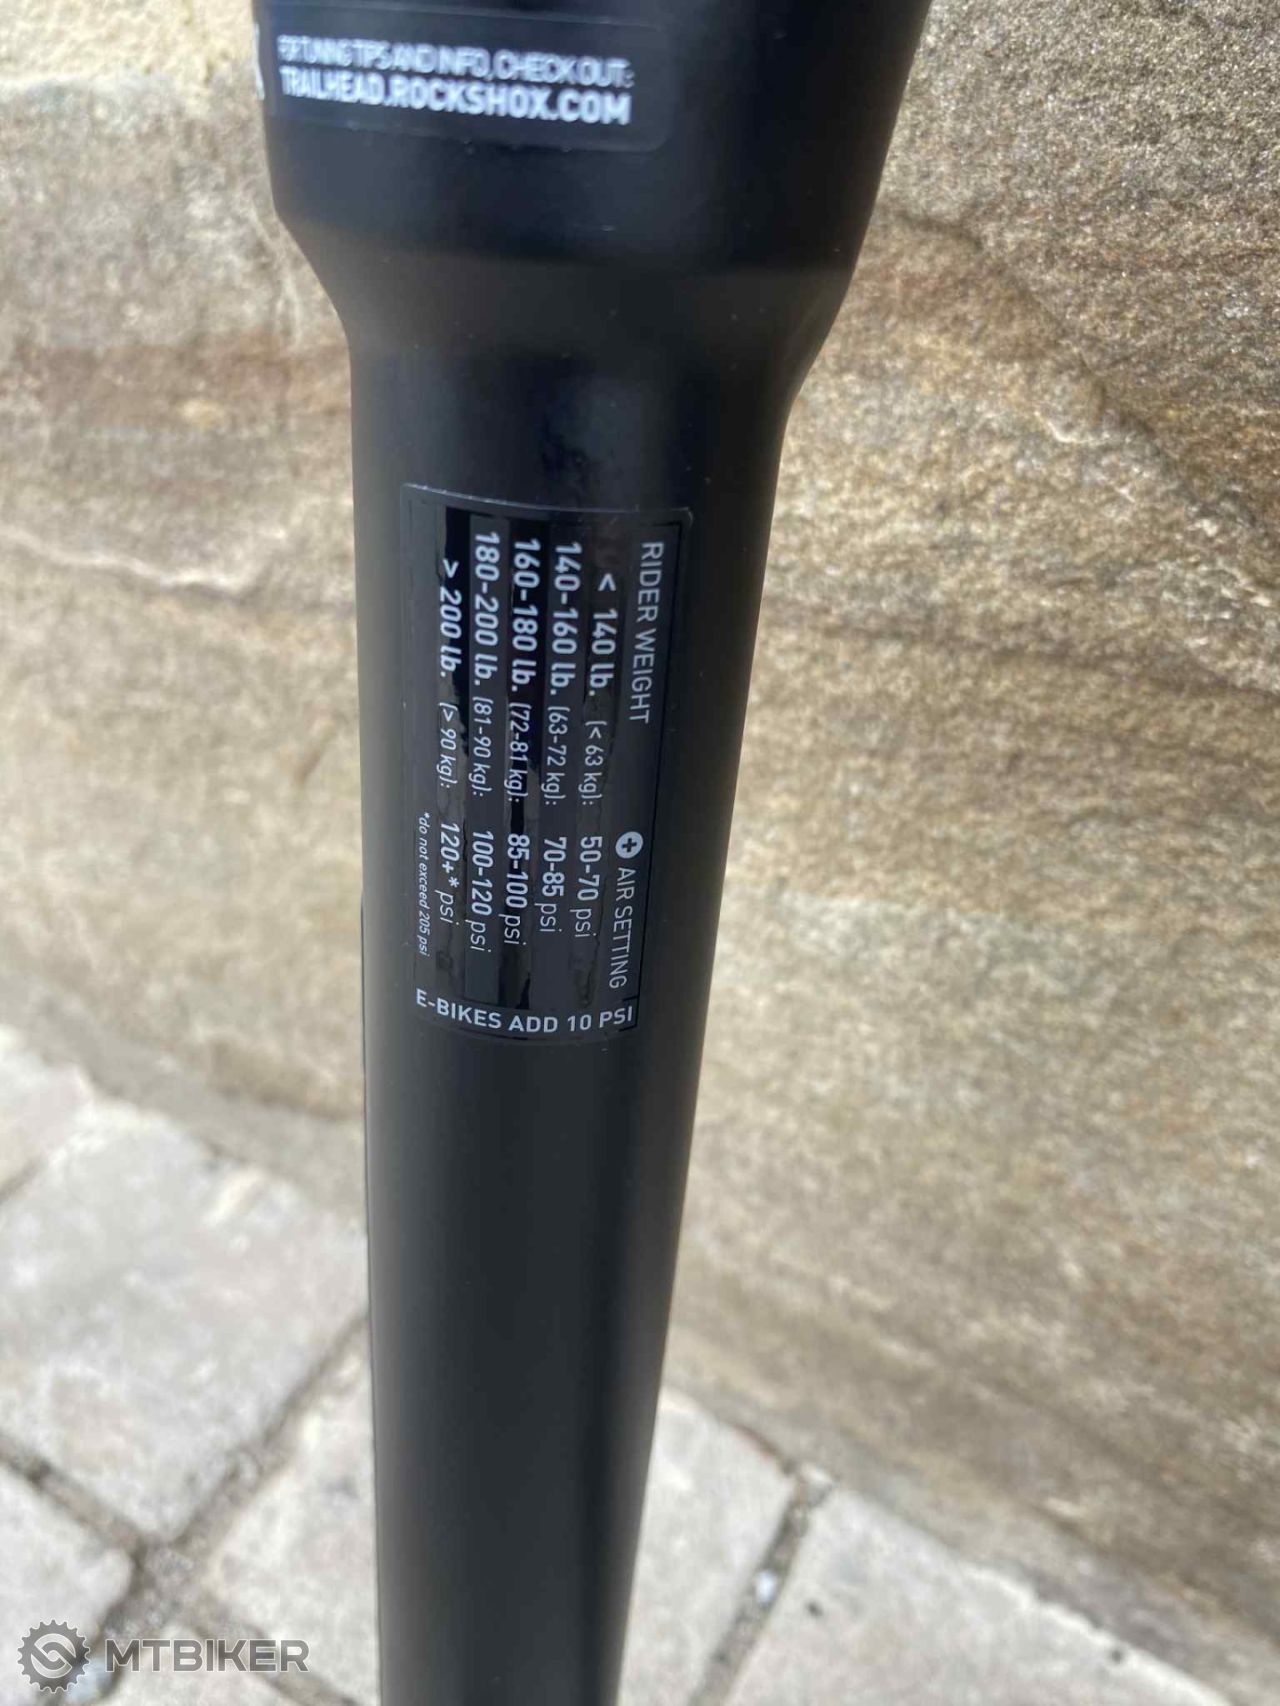 FOR TUNING TIPS AND INFO, CHECK OUT:
TRAILHEAD.ROCKSHOX.COM
RIDER WEIGHT + AIR SETTING
< 140 lb. (< 63 kg): 50-70 psi
140-160 lb. (63-72 kg): 70-85 psi
160-180 lb. (72-81 kg): 85-100 psi
180-200 lb. (81-90 kg): 100-120 psi
> 200 lb. (> 90 kg): 120+* psi
*do not exceed 205 psi
E-BIKES ADD 10 PSI
MTBIKER